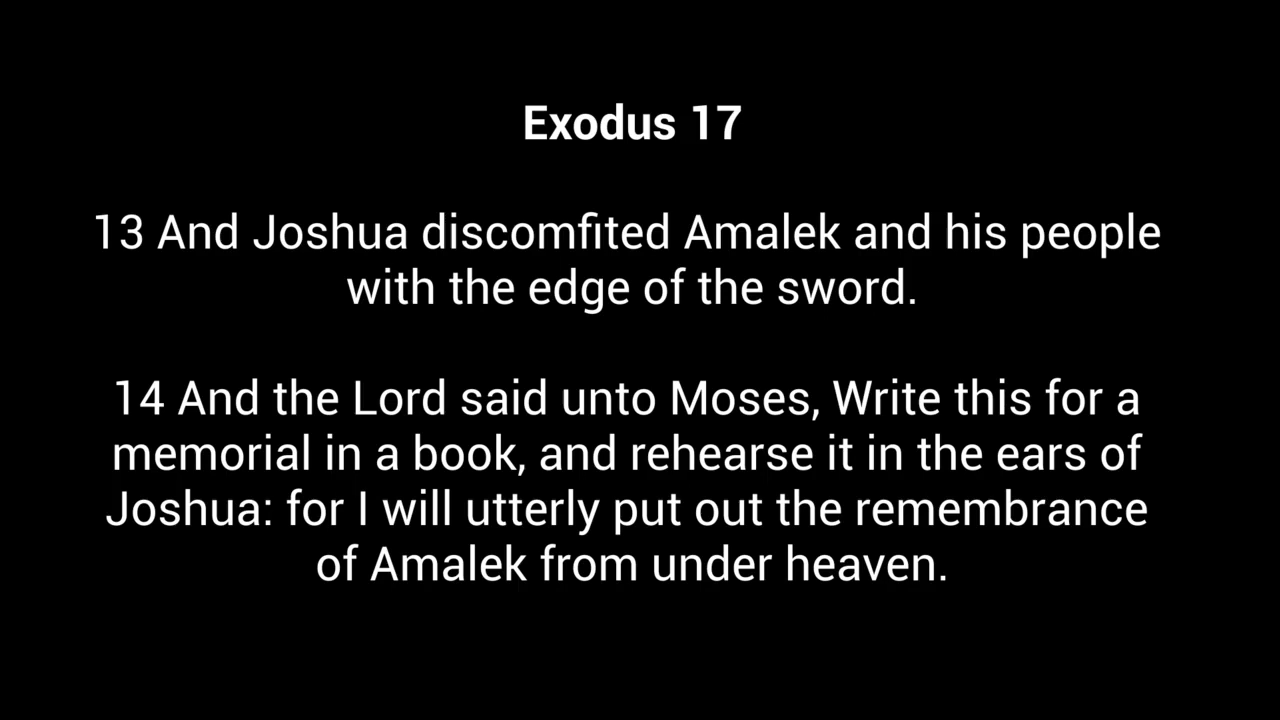 Exodus 17
13 And Joshua discomfited Amalek and his people
with the edge of the sword.
14 And the Lord said unto Moses, Write this for a
memorial in a book, and rehearse it in the ears of
Joshua: for I will utterly put out the remembrance
of Amalek from under heaven.